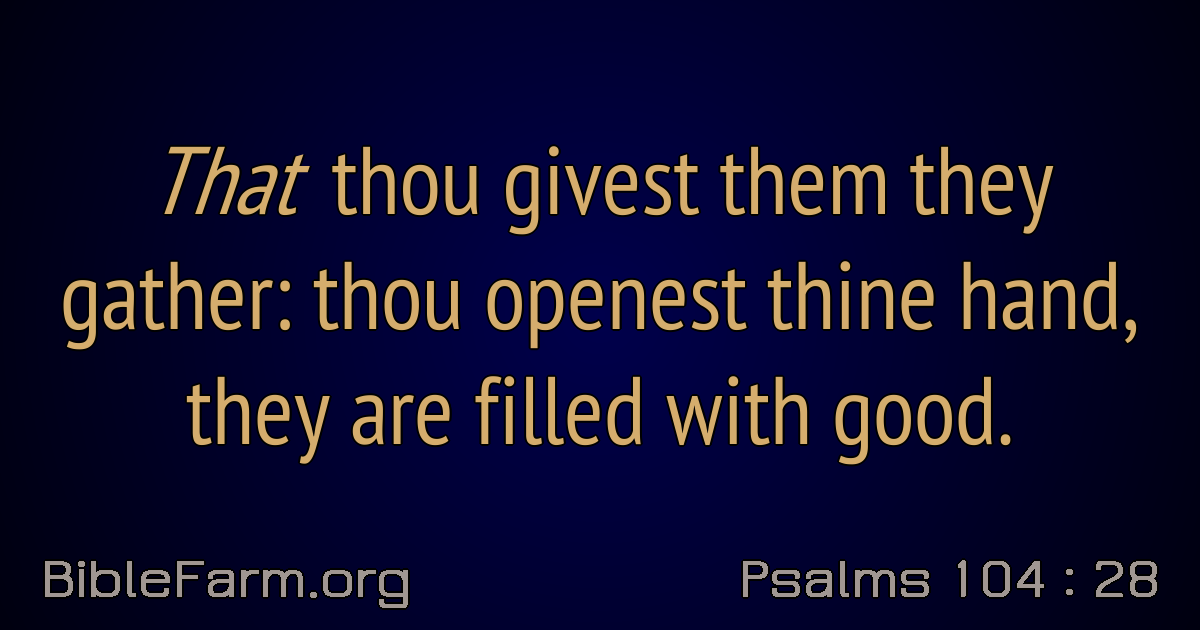 That thou givest them they
gather: thou openest thine hand,
they are filled with good.
BibleFarm.org
Psalms 104 : 28